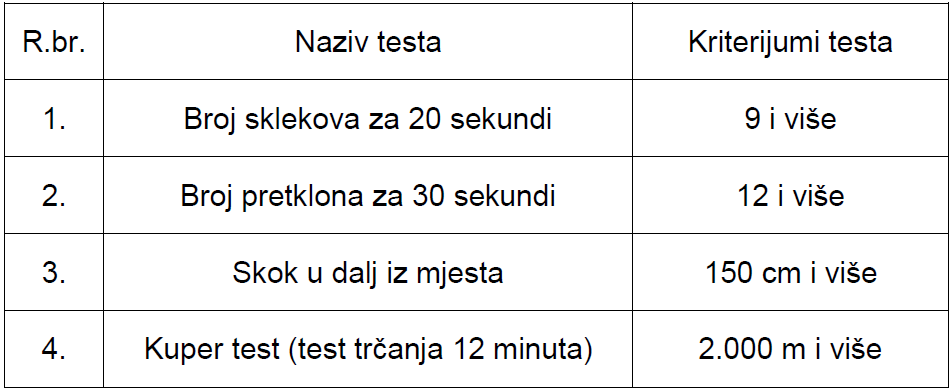 R.br. Naziv testa Kriterijumi testa
1. Broj sklekova za 20 sekundi 9 i više
2. Broj pretklona za 30 sekundi 12 i više
3. Skok u dalj iz mjesta 150 cm i više
4. Kuper test (test trčanja 12 minuta) 2.000 m i više